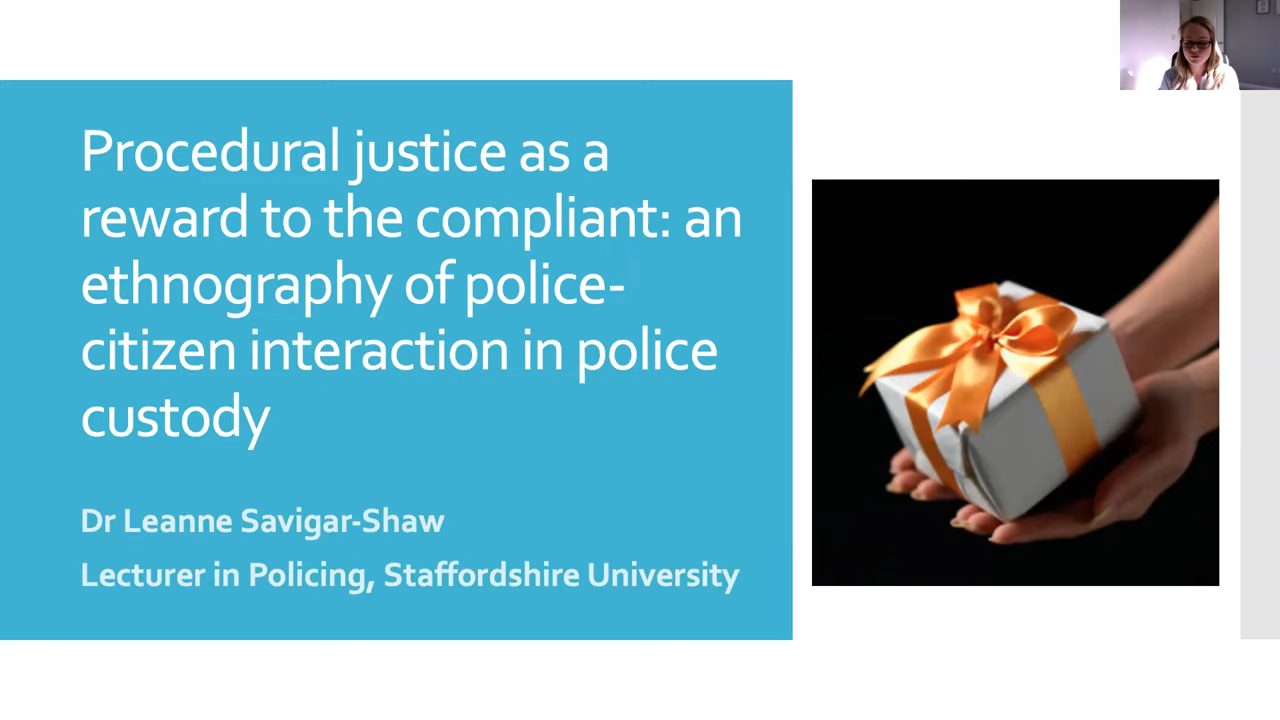 Procedural justice as a
reward to the compliant: an
ethnography of police-
citizen interaction in police
custody
Dr Leanne Savigar-Shaw
Lecturer in Policing, Staffordshire University